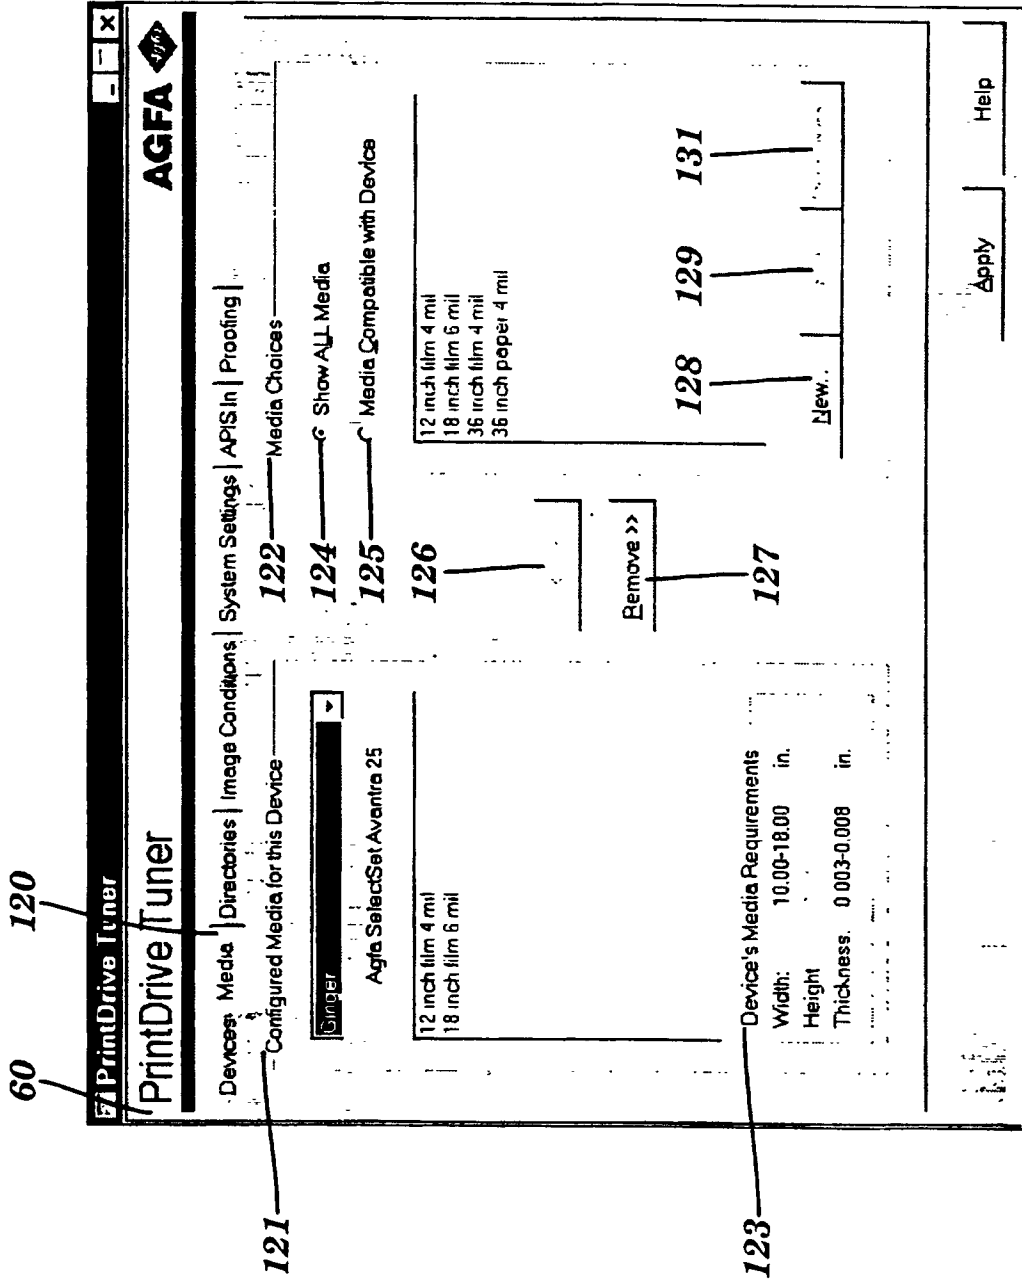 60
120
PrintDrive Tuner
PrintDrive Tuner
AGFA
Devices Media Directories Image Conditions System Settings APIS In Proofing
121
Configured Media for this Device
Ginger
Agfa SelectSet Avantra 25
12 inch film 4 mil
18 inch film 6 mil
123
Device's Media Requirements
Width: 10.00-18.00 in.
Height
Thickness. 0 003-0.008 in.
126
Remove >>
127
122
Media Choices
124
Show ALL Media
125
Media Compatible with Device
12 inch film 4 mil
18 inch film 6 mil
36 inch film 4 mil
36 inch paper 4 mil
128
129
131
New..
Apply
Help